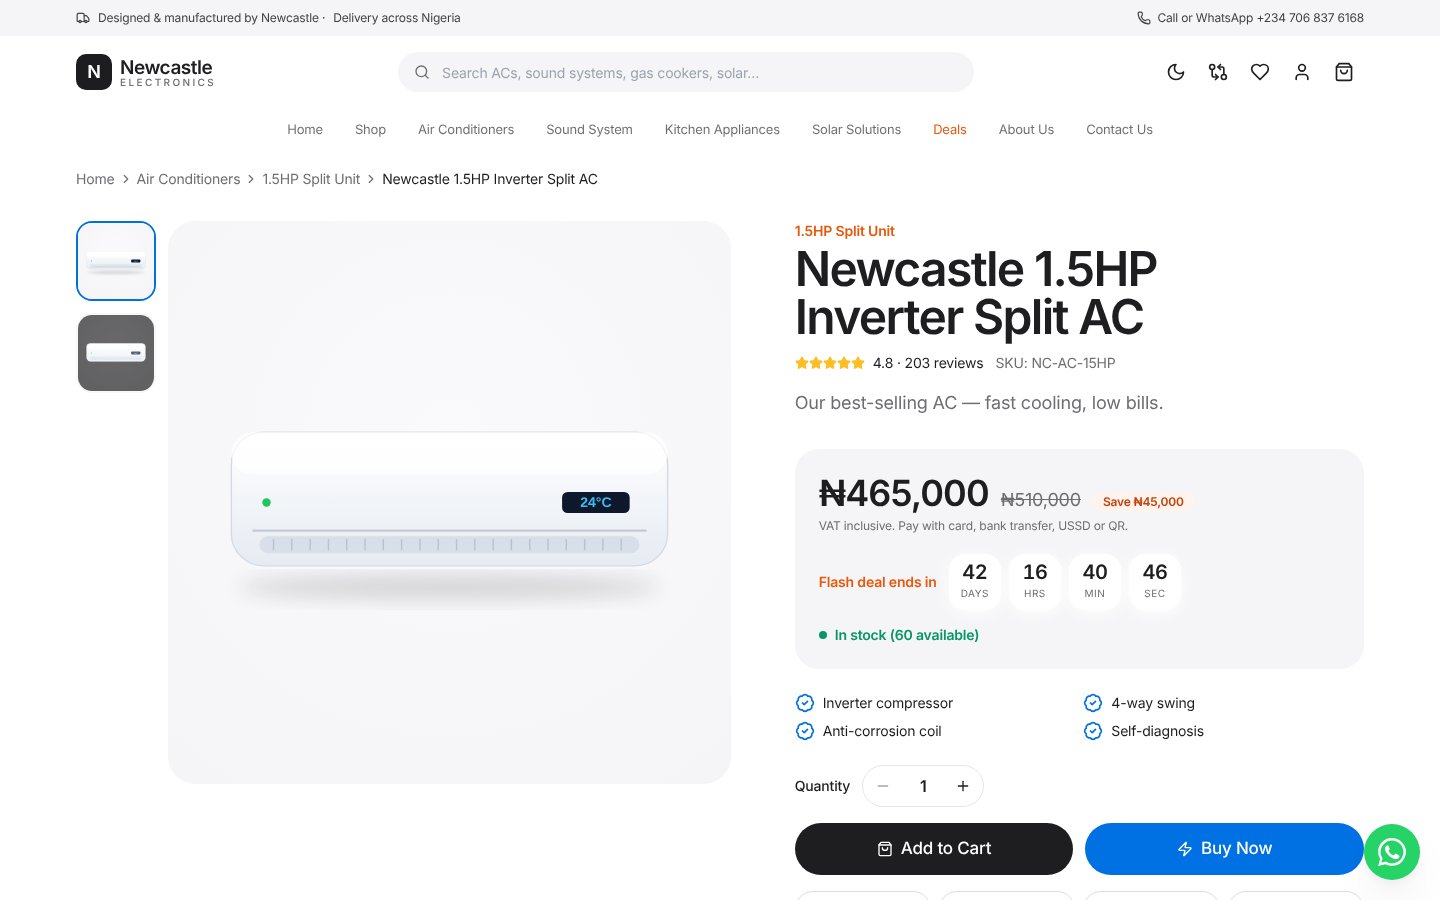 Designed & manufactured by Newcastle · Delivery across Nigeria
Call or WhatsApp +234 706 837 6168
N
Newcastle
ELECTRONICS
Search ACs, sound systems, gas cookers, solar...
Home
Shop
Air Conditioners
Sound System
Kitchen Appliances
Solar Solutions
Deals
About Us
Contact Us
Home > Air Conditioners > 1.5HP Split Unit > Newcastle 1.5HP Inverter Split AC
24°C
1.5HP Split Unit
Newcastle 1.5HP
Inverter Split AC
4.8 · 203 reviews SKU: NC-AC-15HP
Our best-selling AC — fast cooling, low bills.
₦465,000 ₦510,000 Save ₦45,000
VAT inclusive. Pay with card, bank transfer, USSD or QR.
Flash deal ends in
42
DAYS
16
HRS
40
MIN
46
SEC
In stock (60 available)
Inverter compressor
4-way swing
Anti-corrosion coil
Self-diagnosis
Quantity
1
Add to Cart
Buy Now